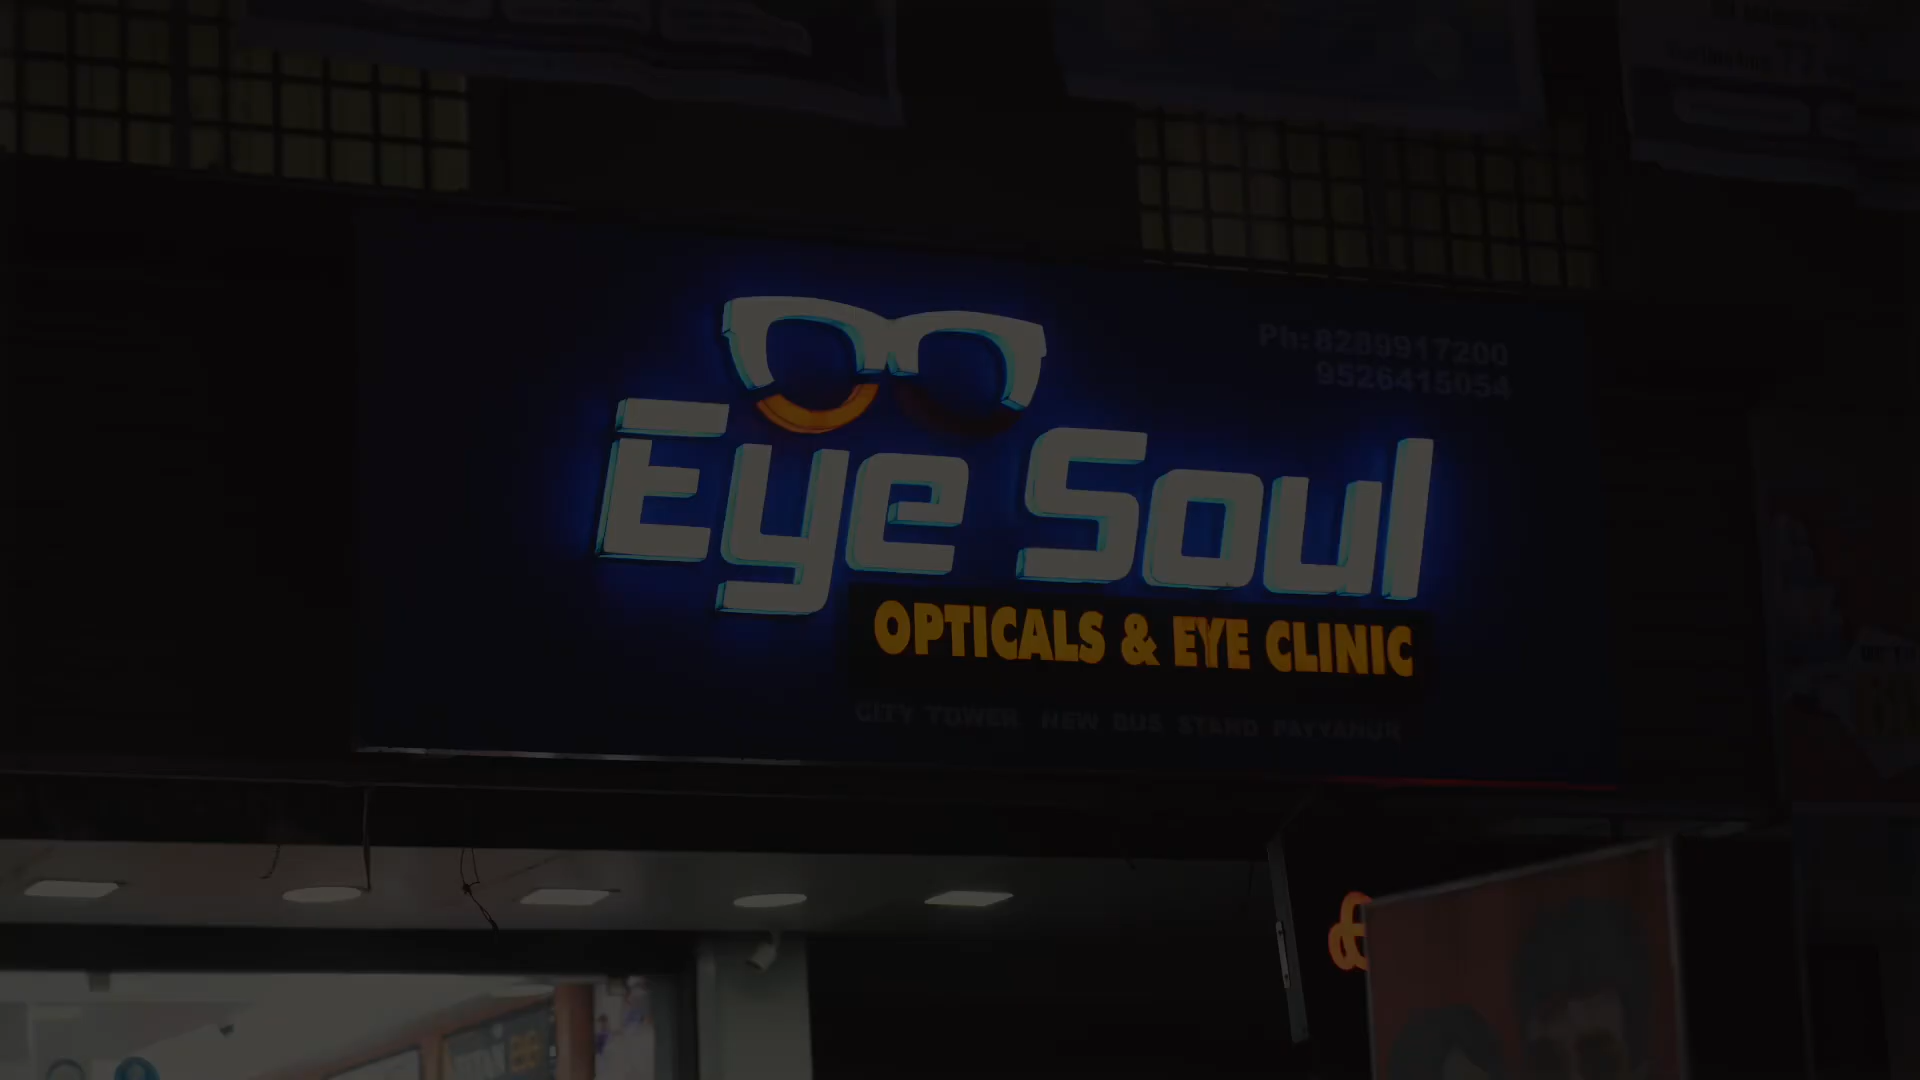 Ph: 8289917200
9526415054
Eye Soul
OPTICALS & EYE CLINIC
CITY TOWER NEW BUS STAND PAYYANUR
&